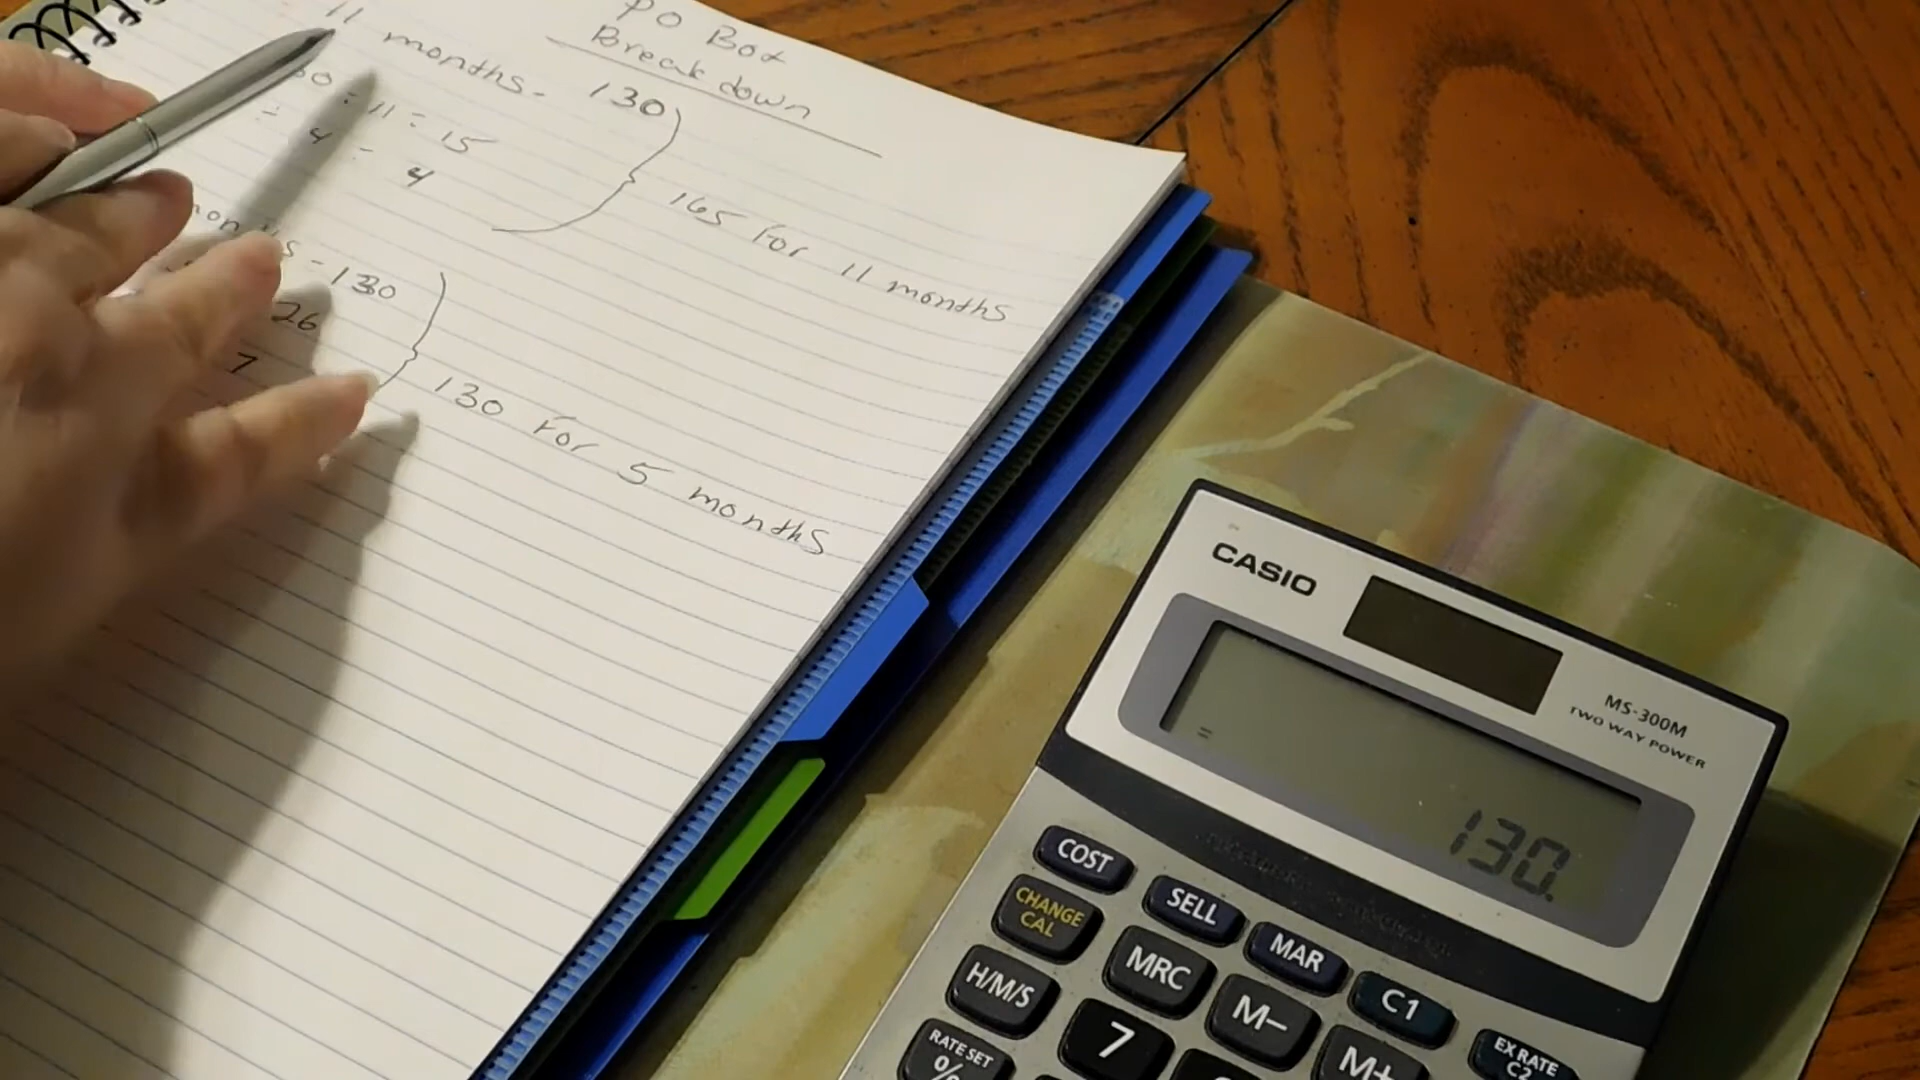 PO Box
Breakdown
11 months - 130
30 ÷ 11 = 15
÷ 4 = 4
165 For 11 months
- 130
26
7
130 For 5 months
CASIO
MS-300M
TWO WAY POWER
=
130.
COST
SELL
MAR
C1
EX RATE
C2
CHANGE
CAL
MRC
M−
M+
H/M/S
7
RATE SET
%